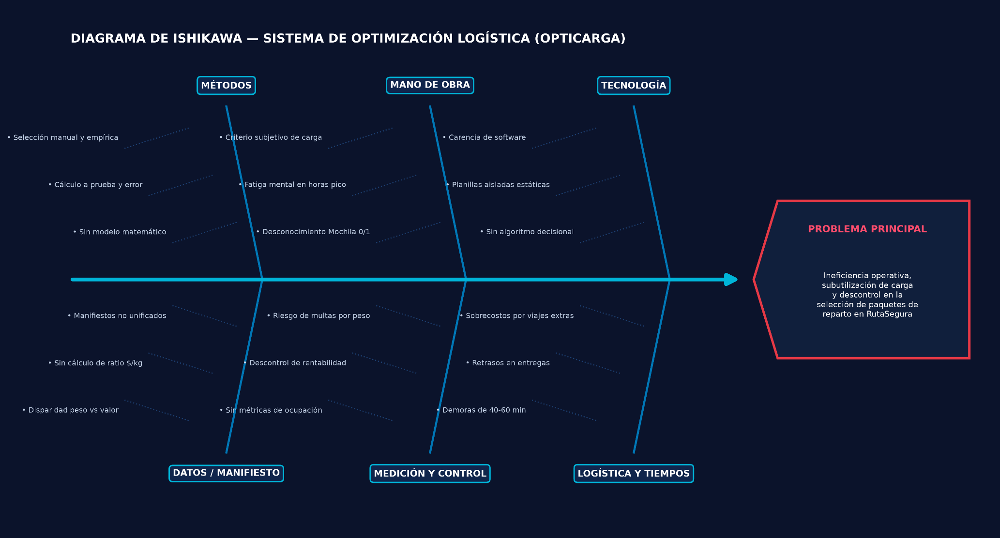 DIAGRAMA DE ISHIKAWA — SISTEMA DE OPTIMIZACIÓN LOGÍSTICA (OPTICARGA)
MÉTODOS
• Selección manual y empírica
• Cálculo a prueba y error
• Sin modelo matemático
MANO DE OBRA
• Criterio subjetivo de carga
• Fatiga mental en horas pico
• Desconocimiento Mochila 0/1
TECNOLOGÍA
• Carencia de software
• Planillas aisladas estáticas
• Sin algoritmo decisional
PROBLEMA PRINCIPAL
Ineficiencia operativa,
subutilización de carga
y descontrol en la
selección de paquetes de
reparto en RutaSegura
• Manifiestos no unificados
• Sin cálculo de ratio $/kg
• Disparidad peso vs valor
DATOS / MANIFIESTO
• Riesgo de multas por peso
• Descontrol de rentabilidad
• Sin métricas de ocupación
MEDICIÓN Y CONTROL
• Sobrecostos por viajes extras
• Retrasos en entregas
• Demoras de 40-60 min
LOGÍSTICA Y TIEMPOS